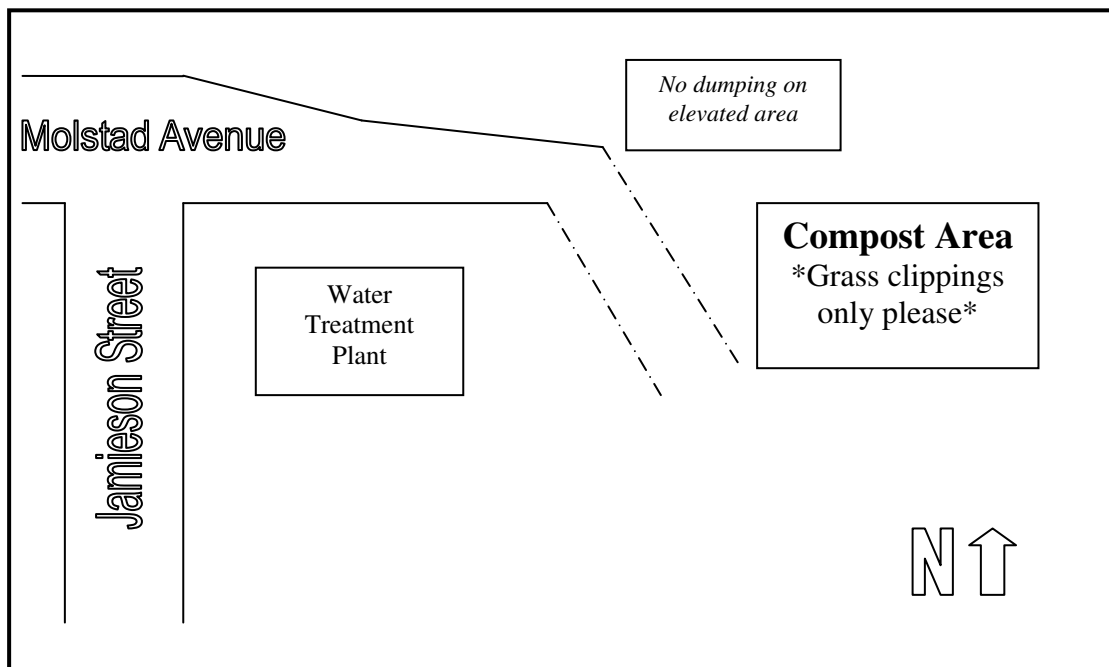 No dumping on
elevated area
Molstad Avenue
Compost Area
*Grass clippings
only please*
Water
Treatment
Plant
Jamieson Street
N